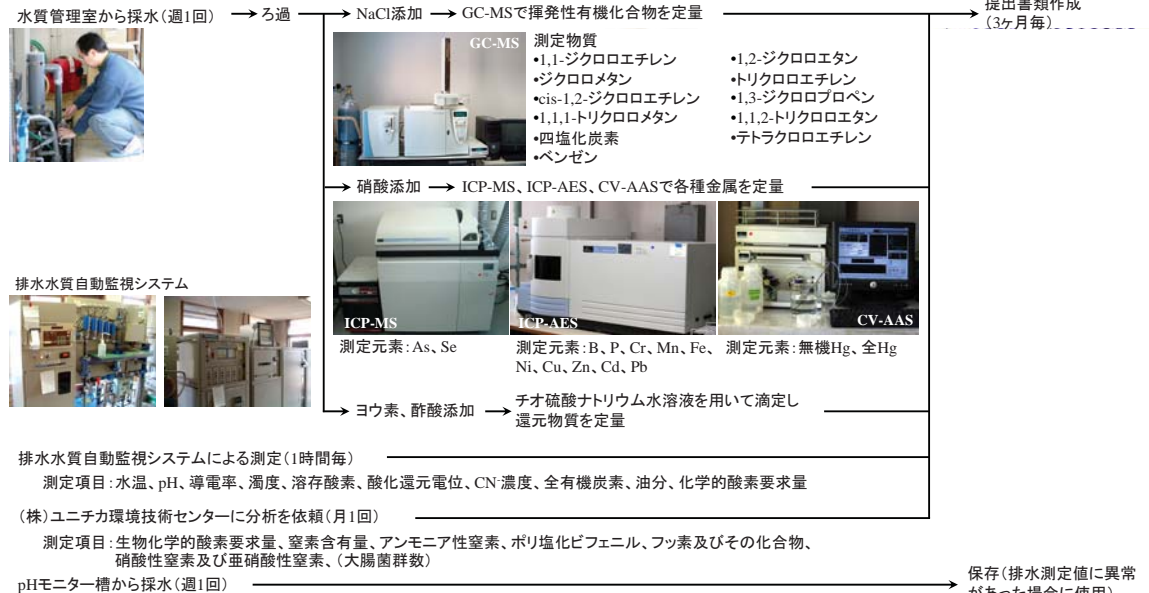 水質管理室から採水（週1回）
ろ過
NaCl添加
GC-MSで揮発性有機化合物を定量
提出書類作成
（3ヶ月毎）
GC-MS
測定物質
•1,1-ジクロロエチレン
•ジクロロメタン
•cis-1,2-ジクロロエチレン
•1,1,1-トリクロロメタン
•四塩化炭素
•ベンゼン
•1,2-ジクロロエタン
•トリクロロエチレン
•1,3-ジクロロプロペン
•1,1,2-トリクロロエタン
•テトラクロロエチレン
硝酸添加
ICP-MS、ICP-AES、CV-AASで各種金属を定量
ICP-MS
ICP-AES
CV-AAS
測定元素：As、Se
測定元素：B、P、Cr、Mn、Fe、
Ni、Cu、Zn、Cd、Pb
測定元素：無機Hg、全Hg
排水水質自動監視システム
ヨウ素、酢酸添加
チオ硫酸ナトリウム水溶液を用いて滴定し
還元物質を定量
排水水質自動監視システムによる測定（1時間毎）
測定項目：水温、pH、導電率、濁度、溶存酸素、酸化還元電位、CN⁻濃度、全有機炭素、油分、化学的酸素要求量
（株）ユニチカ環境技術センターに分析を依頼（月1回）
測定項目：生物化学的酸素要求量、窒素含有量、アンモニア性窒素、ポリ塩化ビフェニル、フッ素及びその化合物、
硝酸性窒素及び亜硝酸性窒素、（大腸菌群数）
pHモニター槽から採水（週1回）
保存（排水測定値に異常
があった場合に使用）